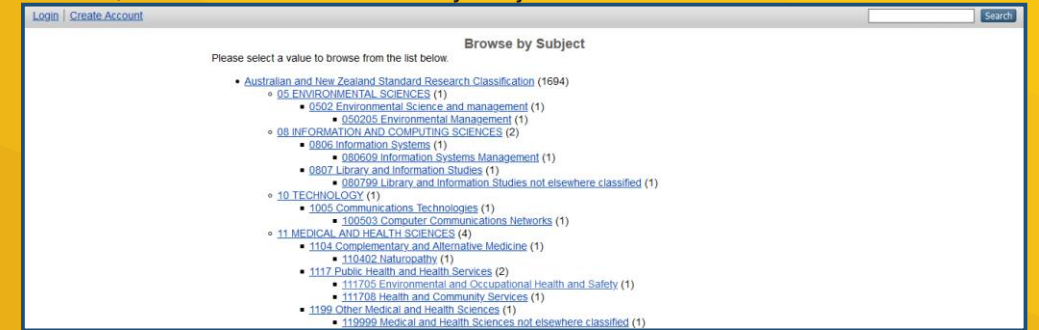 Login | Create Account
Search
Browse by Subject
Please select a value to browse from the list below.
• Australian and New Zealand Standard Research Classification (1694)
05 ENVIRONMENTAL SCIENCES (1)
0502 Environmental Science and management (1)
050205 Environmental Management (1)
08 INFORMATION AND COMPUTING SCIENCES (2)
0806 Information Systems (1)
080609 Information Systems Management (1)
0807 Library and Information Studies (1)
080799 Library and Information Studies not elsewhere classified (1)
10 TECHNOLOGY (1)
1005 Communications Technologies (1)
100503 Computer Communications Networks (1)
11 MEDICAL AND HEALTH SCIENCES (4)
1104 Complementary and Alternative Medicine (1)
110402 Naturopathy (1)
1117 Public Health and Health Services (2)
111705 Environmental and Occupational Health and Safety (1)
111708 Health and Community Services (1)
1199 Other Medical and Health Sciences (1)
119999 Medical and Health Sciences not elsewhere classified (1)